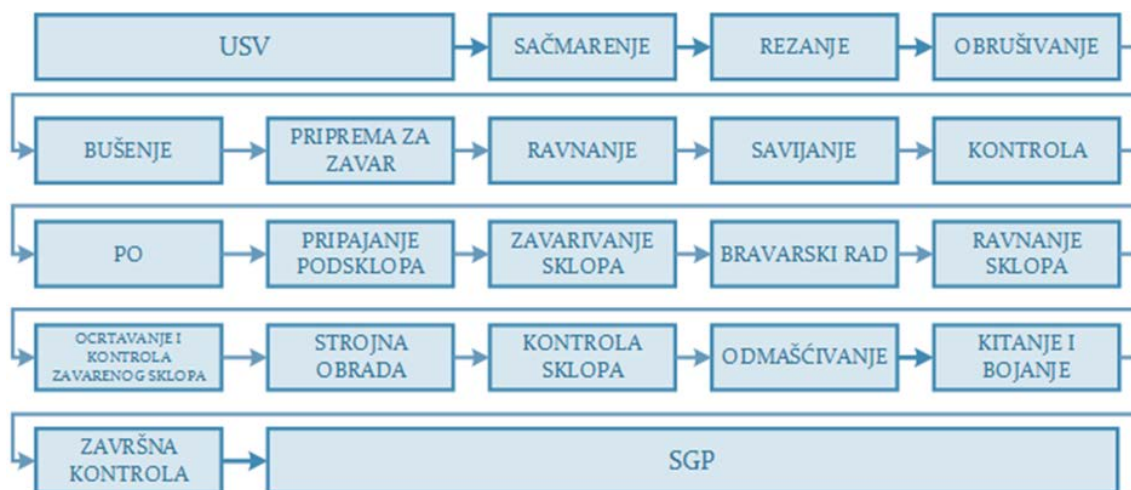 USV
SAČMARENJE
REZANJE
OBRUŠIVANJE
BUŠENJE
PRIPREMA ZA
ZAVAR
RAVNANJE
SAVIJANJE
KONTROLA
PO
PRIPAJANJE
PODSKLOPA
ZAVARIVANJE
SKLOPA
BRAVARSKI RAD
RAVNANJE
SKLOPA
OCRTAVANJE I
KONTROLA
ZAVARENOG SKLOPA
STROJNA
OBRADA
KONTROLA
SKLOPA
ODMAŠĆIVANJE
KITANJE I
BOJANJE
ZAVRŠNA
KONTROLA
SGP